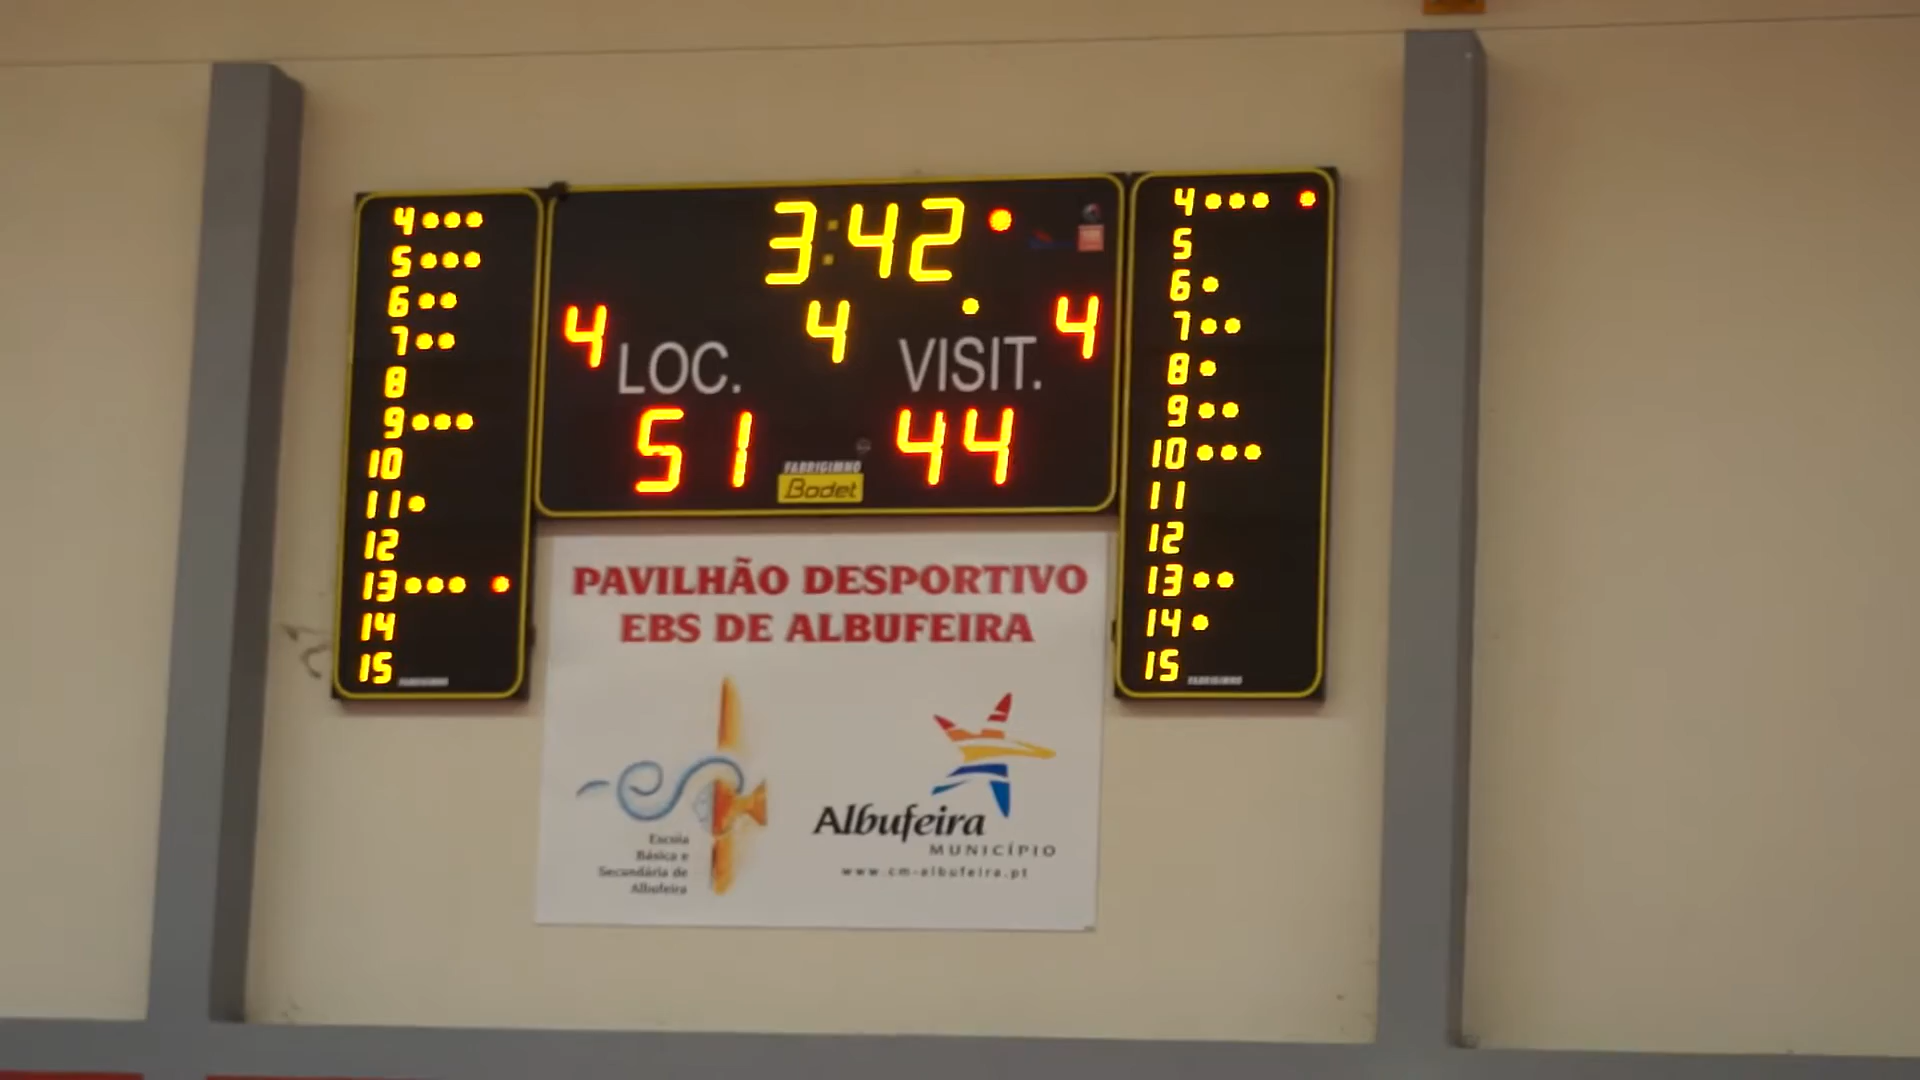 3:42
4 LOC. 4 VISIT. 4
51 44
FABRIGIMNO
Bodet
4
5
6
7
8
9
10
11
12
13
14
15
FABRIGIMNO
4
5
6
7
8
9
10
11
12
13
14
15
FABRIGIMNO
PAVILHÃO DESPORTIVO
EBS DE ALBUFEIRA
Escola
Básica e
Secundária de
Albufeira
Albufeira
MUNICÍPIO
www.cm-albufeira.pt